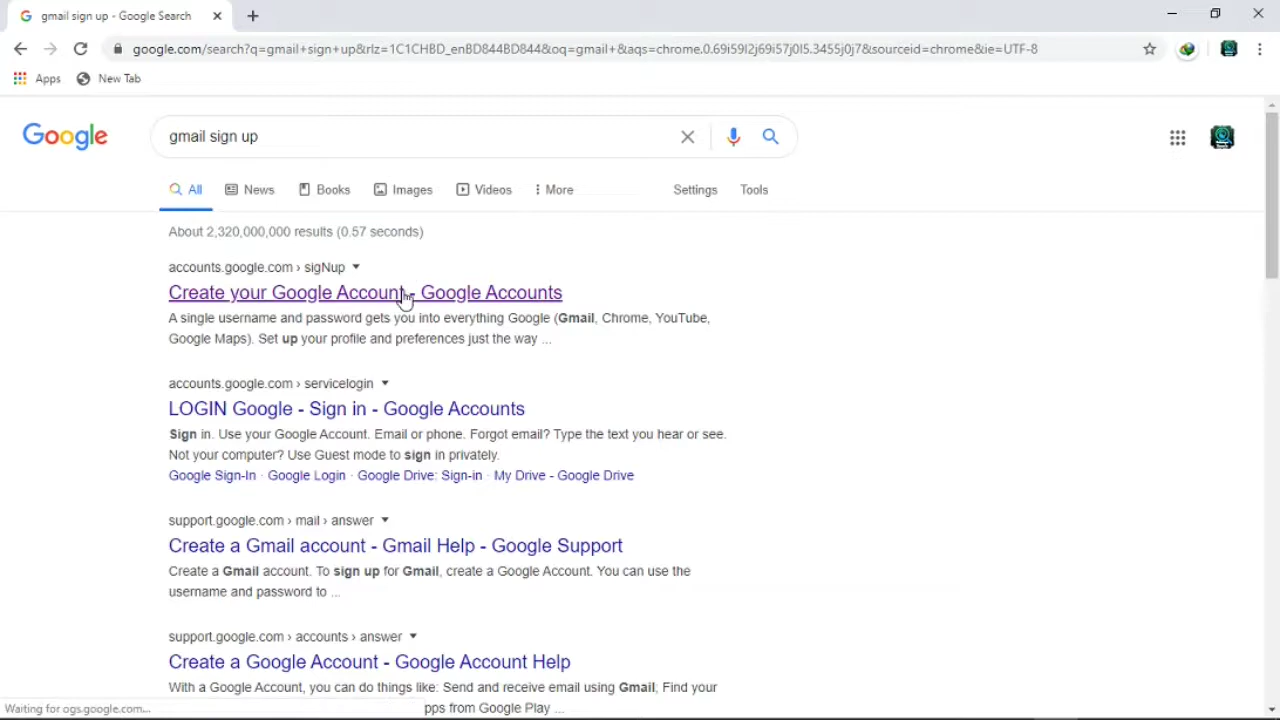 gmail sign up - Google Search
google.com/search?q=gmail+sign+up&rlz=1C1CHBD_enBD844BD844&oq=gmail+&aqs=chrome.0.69i59l2j69i57j0l5.3455j0j7&sourceid=chrome&ie=UTF-8
Apps New Tab
Google
gmail sign up
All News Books Images Videos More Settings Tools
About 2,320,000,000 results (0.57 seconds)
accounts.google.com › sigNup
Create your Google Account - Google Accounts
A single username and password gets you into everything Google (Gmail, Chrome, YouTube,
Google Maps). Set up your profile and preferences just the way ...
accounts.google.com › servicelogin
LOGIN Google - Sign in - Google Accounts
Sign in. Use your Google Account. Email or phone. Forgot email? Type the text you hear or see.
Not your computer? Use Guest mode to sign in privately.
Google Sign-In · Google Login · Google Drive: Sign-in · My Drive - Google Drive
support.google.com › mail › answer
Create a Gmail account - Gmail Help - Google Support
Create a Gmail account. To sign up for Gmail, create a Google Account. You can use the
username and password to ...
support.google.com › accounts › answer
Create a Google Account - Google Account Help
With a Google Account, you can do things like: Send and receive email using Gmail; Find your
pps from Google Play ...
Waiting for ogs.google.com...